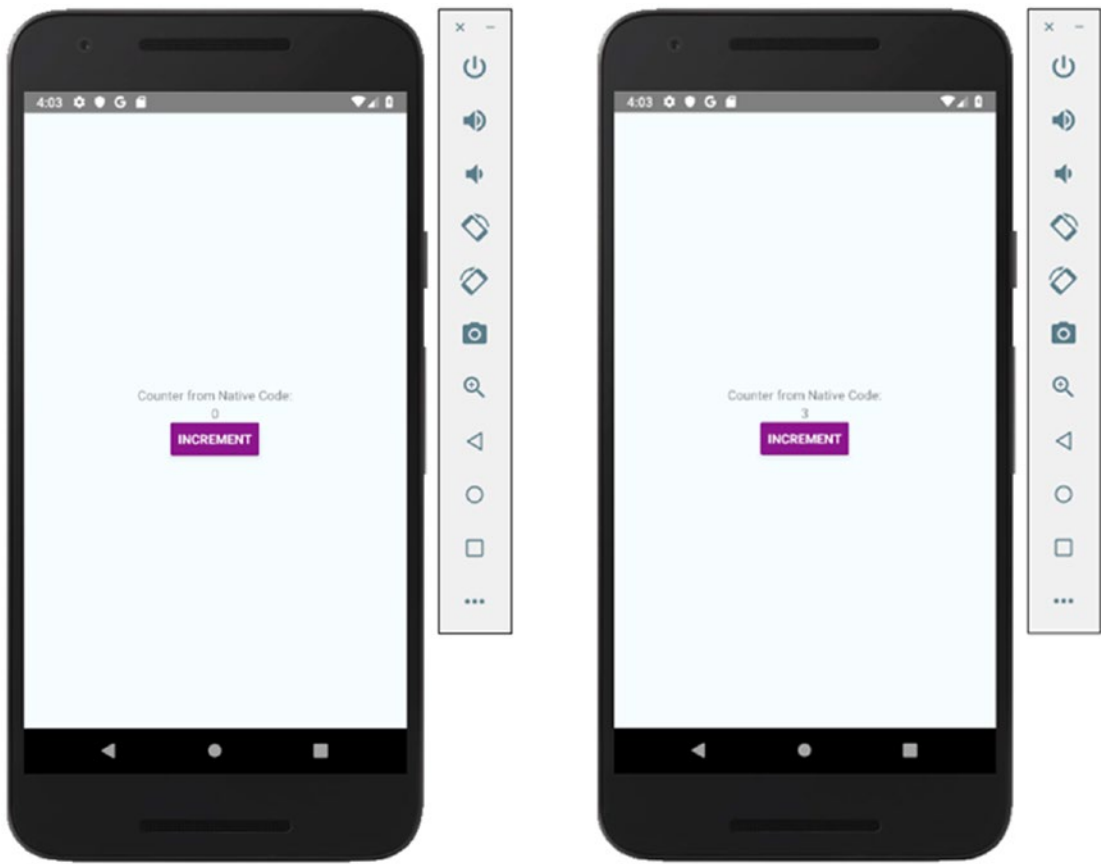 4:03 G
Counter from Native Code:
0
INCREMENT
4:03 G
Counter from Native Code:
3
INCREMENT